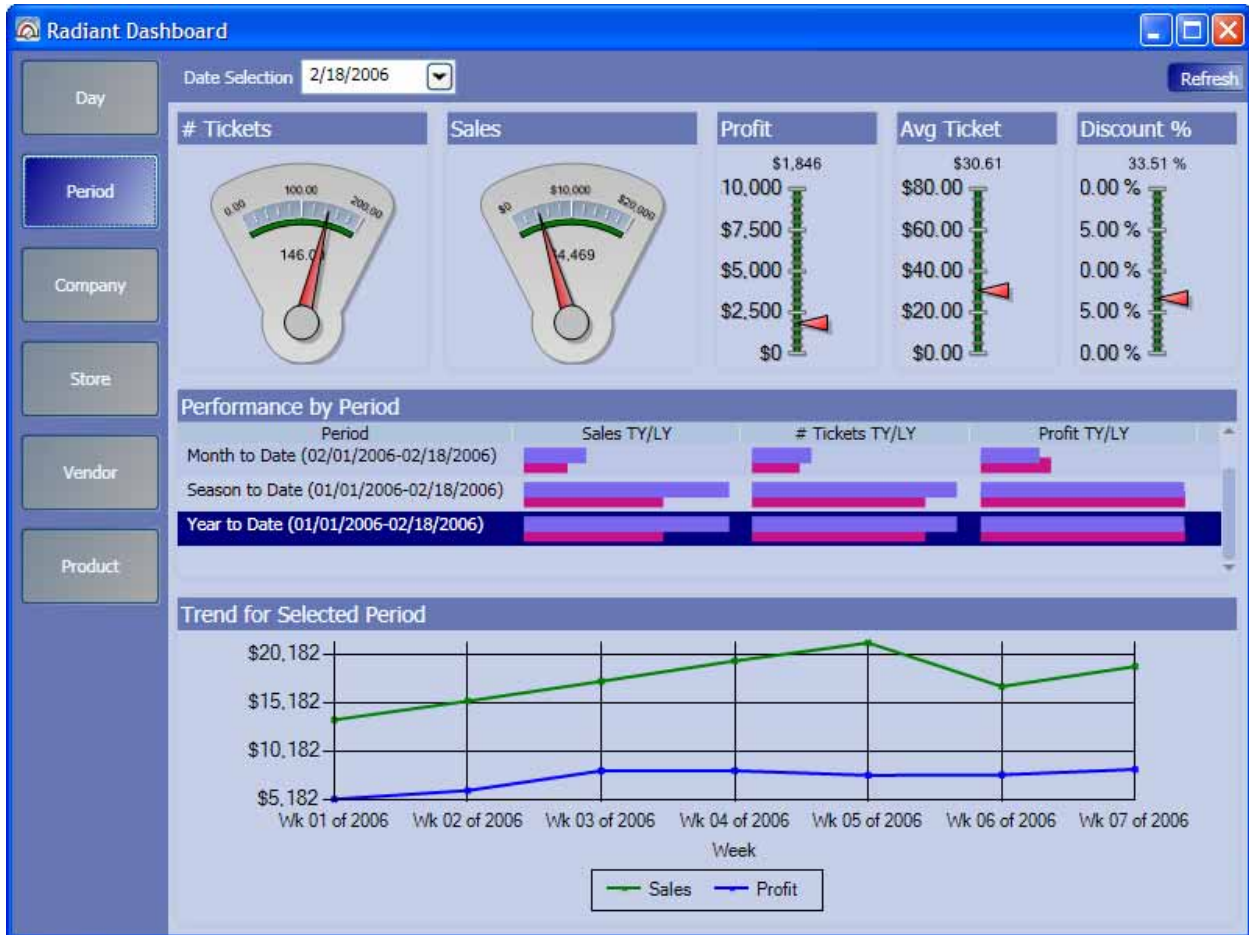 Radiant Dashboard
Date Selection 2/18/2006
Refresh
Day
Period
Company
Store
Vendor
Product
# Tickets
0.00 100.00 200.00
Sales
$0 $10,000 $20,000
4,469
Profit
$1,846
10,000
$7,500
$5,000
$2,500
$0
Avg Ticket
$30.61
$80.00
$60.00
$40.00
$20.00
$0.00
Discount %
33.51 %
0.00 %
5.00 %
0.00 %
5.00 %
0.00 %
Performance by Period
Period Sales TY/LY # Tickets TY/LY Profit TY/LY
Month to Date (02/01/2006-02/18/2006)
Season to Date (01/01/2006-02/18/2006)
Year to Date (01/01/2006-02/18/2006)
Trend for Selected Period
$20,182
$15,182
$10,182
$5,182
Wk 01 of 2006 Wk 02 of 2006 Wk 03 of 2006 Wk 04 of 2006 Wk 05 of 2006 Wk 06 of 2006 Wk 07 of 2006
Week
Sales Profit